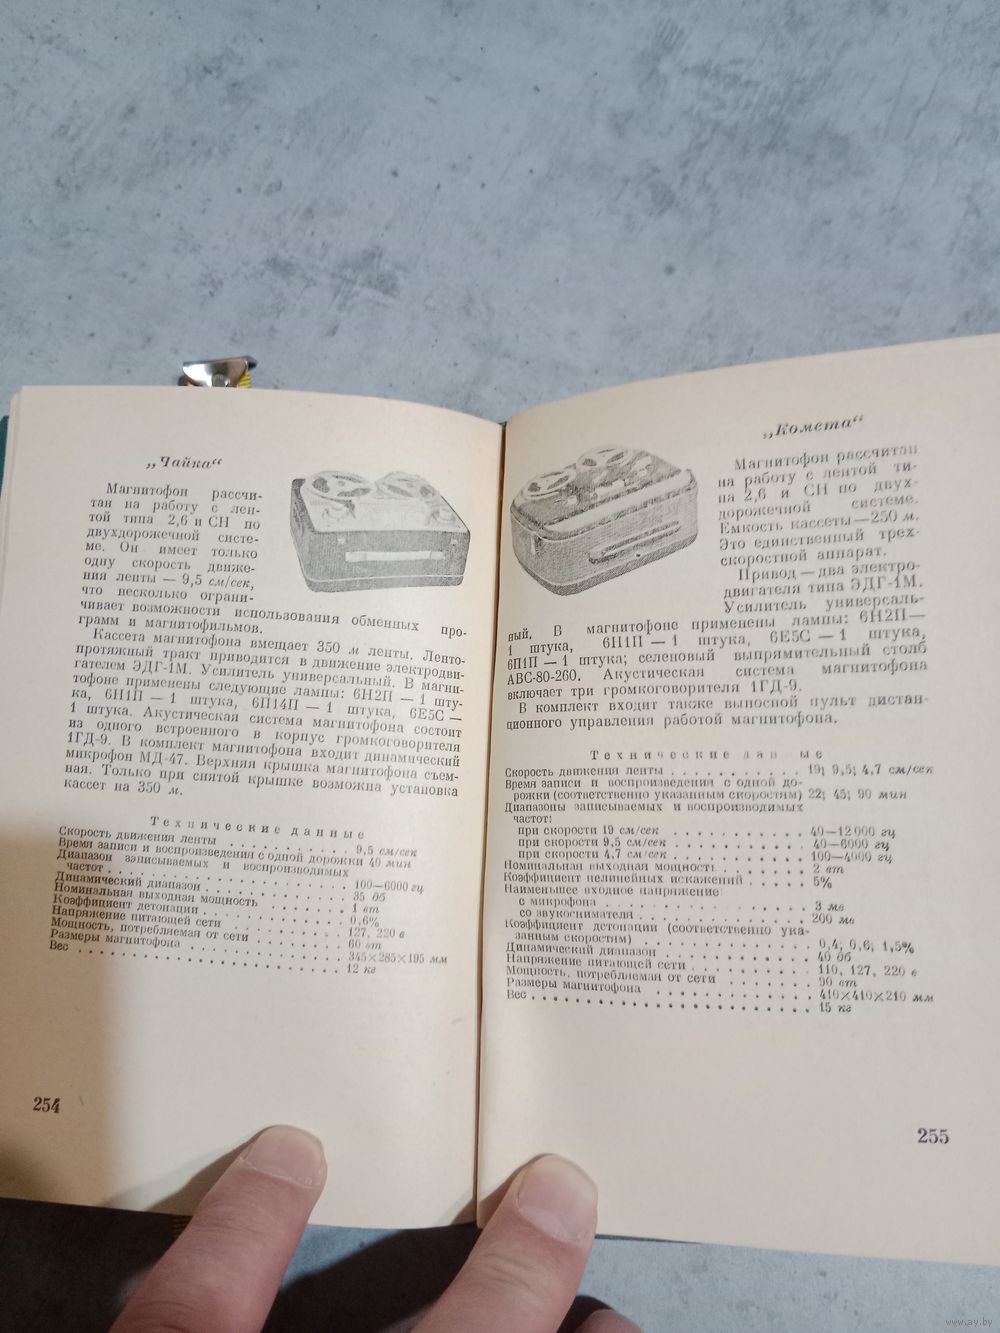 „Чайка“
Магнитофон рассчи-
тан на работу с лен-
той типа 2,6 и СН по
двухдорожечной систе-
ме. Он имеет только
одну скорость движе-
ния ленты — 9,5 см/сек,
что несколько ограни-
чивает возможности использования обменных про-
грамм и магнитофильмов.
Кассета магнитофона вмещает 350 м ленты. Ленто-
протяжный тракт приводится в движение электродви-
гателем ЭДГ-1М. Усилитель универсальный. В магни-
тофоне применены следующие лампы: 6Н2П — 1 шту-
ка, 6Н1П — 1 штука, 6П14П — 1 штука, 6Е5С —
1 штука. Акустическая система магнитофона состоит
из одного встроенного в корпус громкоговорителя
1ГД-9. В комплект магнитофона входит динамический
микрофон МД-47. Верхняя крышка магнитофона съем-
ная. Только при снятой крышке возможна установка
кассет на 350 м.
Технические данные
Скорость движения ленты . . . . . . . . . . . 9,5 см/сек
Время записи и воспроизведения с одной дорожки 40 мин
Диапазон записываемых и воспроизводимых
частот . . . . . . . . . . . . . . . . . . 100—6000 гц
Динамический диапазон . . . . . . . . . . . 35 дб
Номинальная выходная мощность . . . . . . . 1 вт
Коэффициент детонации . . . . . . . . . . . 0,6%
Напряжение питающей сети . . . . . . . . . 127, 220 в
Мощность, потребляемая от сети . . . . . . . 60 вт
Размеры магнитофона . . . . . . . . . . . . 345×285×195 мм
Вес . . . . . . . . . . . . . . . . . . . . 12 кг
254
„Комета“
Магнитофон рассчитан
на работу с лентой ти-
па 2,6 и СН по двух-
дорожечной системе.
Емкость кассеты—250 м.
Это единственный трех-
скоростной аппарат.
Привод—два электро-
двигателя типа ЭДГ-1М.
Усилитель универсаль-
ный. В магнитофоне применены лампы: 6Н2П—
1 штука, 6Н1П — 1 штука, 6Е5С — 1 штука,
6П1П — 1 штука; селеновый выпрямительный столб
АВС-80-260. Акустическая система магнитофона
включает три громкоговорителя 1ГД-9.
В комплект входит также выносной пульт дистан-
ционного управления работой магнитофона.
Технические данные
Скорость движения ленты . . . . . . . . . . . 19; 9,5; 4,7 см/сек
Время записи и воспроизведения с одной до-
рожки (соответственно указанным скоростям) 22; 45; 90 мин
Диапазоны записываемых и воспроизводимых
частот:
при скорости 19 см/сек . . . . . . . . . . . 40—12 000 гц
при скорости 9,5 см/сек . . . . . . . . . . . 40—6000 гц
при скорости 4,7 см/сек . . . . . . . . . . . 100—4000 гц
Номинальная выходная мощность . . . . . . . 2 вт
Коэффициент нелинейных искажений . . . . . . 5%
Наименьшее входное напряжение:
с микрофона . . . . . . . . . . . . . . . . 3 мв
со звукоснимателя . . . . . . . . . . . . . 200 мв
Коэффициент детонации (соответственно ука-
занным скоростям) . . . . . . . . . . . . . 0,4; 0,6; 1,5%
Динамический диапазон . . . . . . . . . . . 40 дб
Напряжение питающей сети . . . . . . . . . . 110, 127, 220 в
Мощность, потребляемая от сети . . . . . . . 90 вт
Размеры магнитофона . . . . . . . . . . . . 410×410×210 мм
Вес . . . . . . . . . . . . . . . . . . . . 15 кг
255
www.ay.by